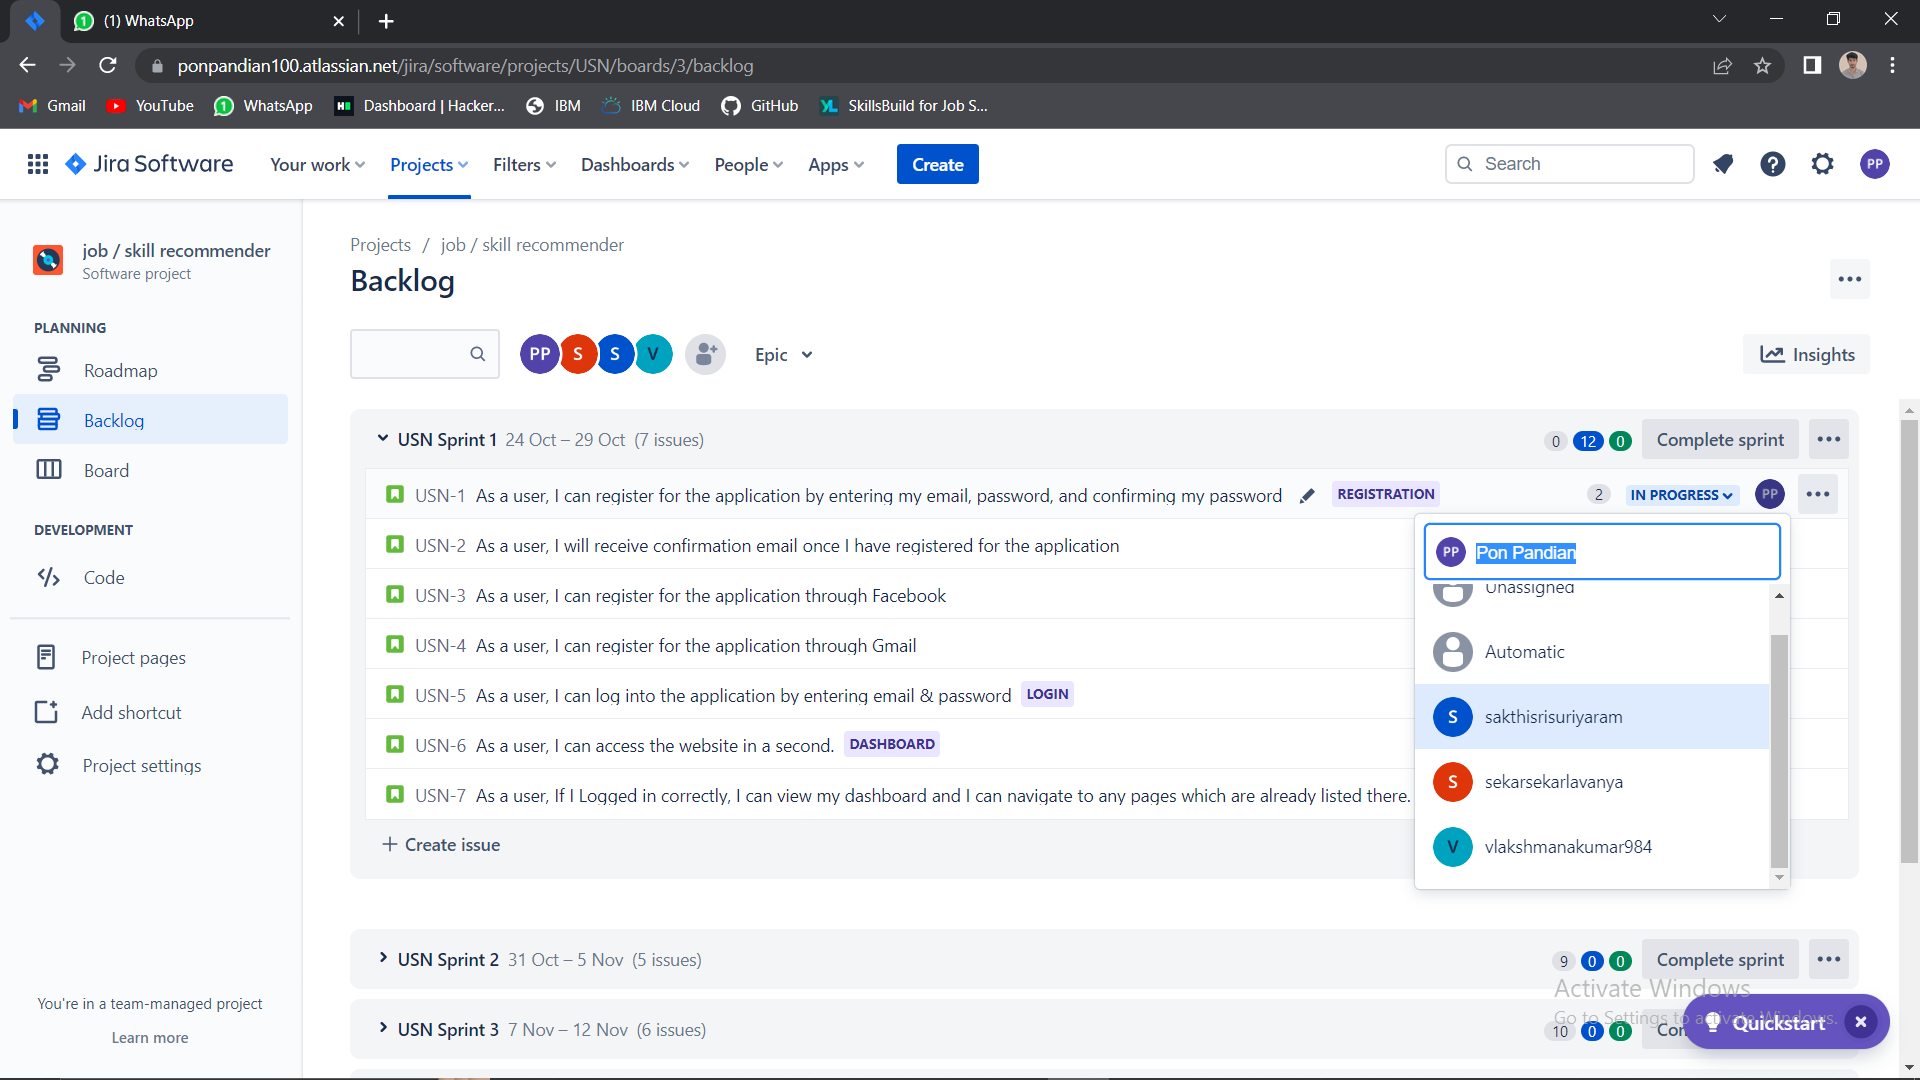 (1) WhatsApp
ponpandian100.atlassian.net/jira/software/projects/USN/boards/3/backlog
Gmail YouTube WhatsApp Dashboard | Hacker... IBM IBM Cloud GitHub SkillsBuild for Job S...
Jira Software Your work Projects Filters Dashboards People Apps Create Search PP
job / skill recommender
Software project
PLANNING
Roadmap
Backlog
Board
DEVELOPMENT
Code
Project pages
Add shortcut
Project settings
You're in a team-managed project
Learn more
Projects / job / skill recommender
Backlog
PP S S V Epic Insights
USN Sprint 1 24 Oct – 29 Oct (7 issues) 0 12 0 Complete sprint
USN-1 As a user, I can register for the application by entering my email, password, and confirming my password REGISTRATION 2 IN PROGRESS PP
USN-2 As a user, I will receive confirmation email once I have registered for the application
USN-3 As a user, I can register for the application through Facebook
USN-4 As a user, I can register for the application through Gmail
USN-5 As a user, I can log into the application by entering email & password LOGIN
USN-6 As a user, I can access the website in a second. DASHBOARD
USN-7 As a user, If I Logged in correctly, I can view my dashboard and I can navigate to any pages which are already listed there.
Create issue
PP Pon Pandian
Unassigned
Automatic
S sakthisrisuriyaram
S sekarsekarlavanya
V vlakshmanakumar984
USN Sprint 2 31 Oct – 5 Nov (5 issues) 9 0 0 Complete sprint
USN Sprint 3 7 Nov – 12 Nov (6 issues) 10 0 0
Activate Windows
Go to Settings to activate Windows.
Quickstart